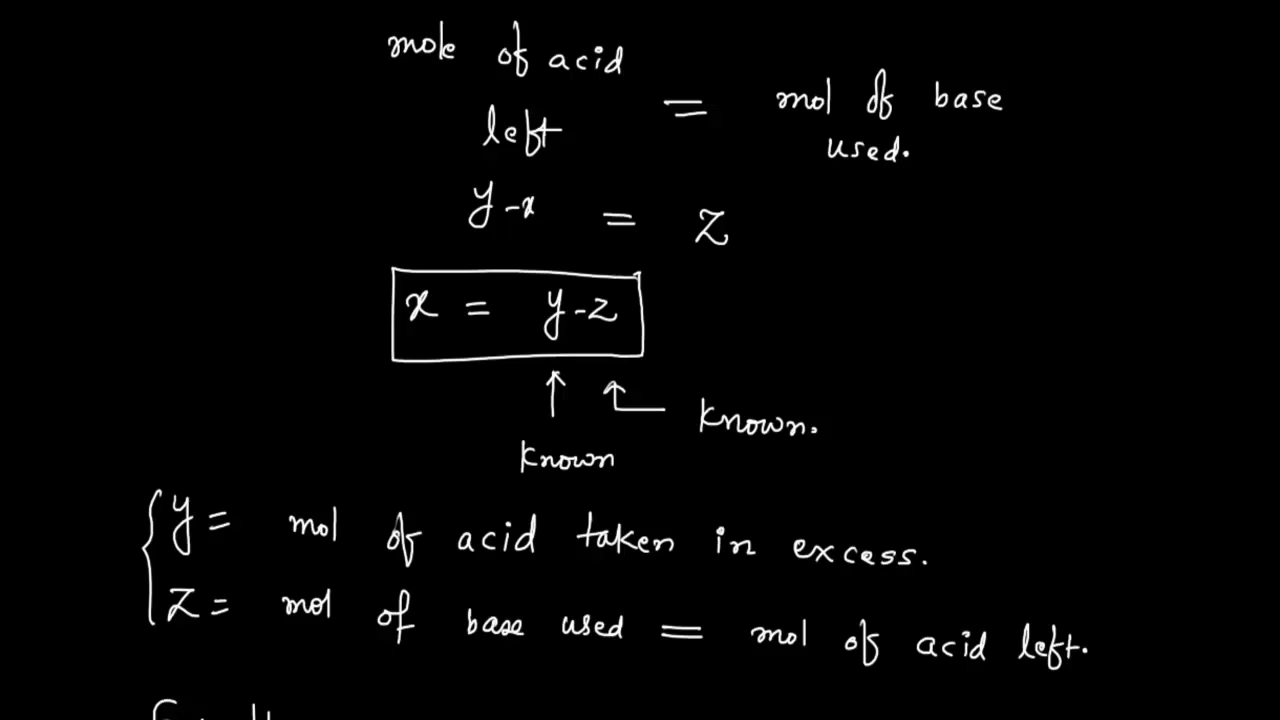 mole of acid
left = mol of base
used.
y-x = z
x = y-z
known.
known
y = mol of acid taken in excess.
z = mol of base used = mol of acid left.